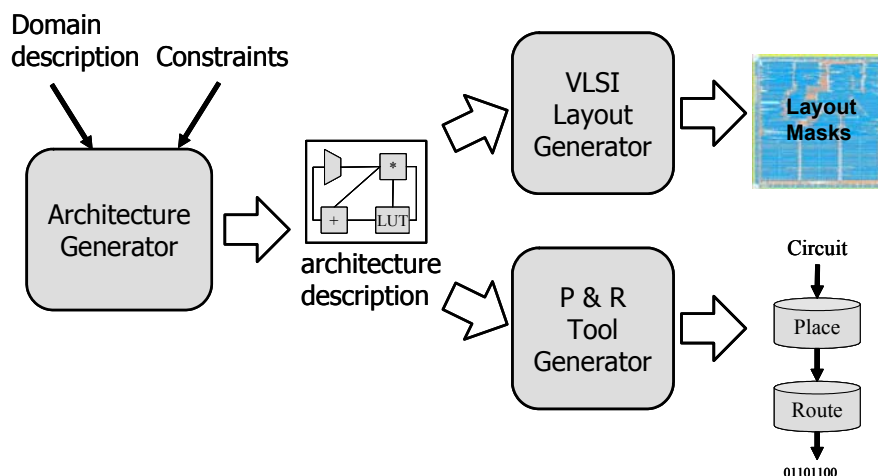 Domain
description
Constraints
Architecture
Generator
*
+
LUT
architecture
description
VLSI
Layout
Generator
Layout
Masks
P & R
Tool
Generator
Circuit
Place
Route
01101100